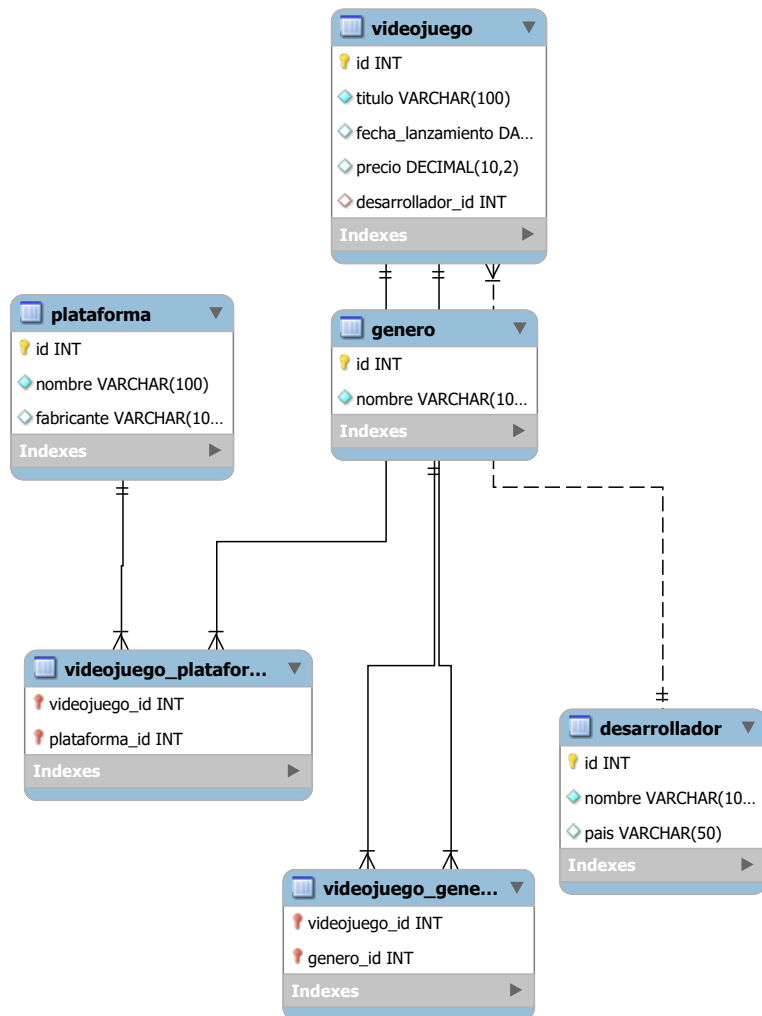 videojuego
id INT
titulo VARCHAR(100)
fecha_lanzamiento DA...
precio DECIMAL(10,2)
desarrollador_id INT
Indexes
plataforma
id INT
nombre VARCHAR(100)
fabricante VARCHAR(10...
Indexes
genero
id INT
nombre VARCHAR(10...
Indexes
videojuego_platafor...
videojuego_id INT
plataforma_id INT
Indexes
desarrollador
id INT
nombre VARCHAR(10...
pais VARCHAR(50)
Indexes
videojuego_gene...
videojuego_id INT
genero_id INT
Indexes